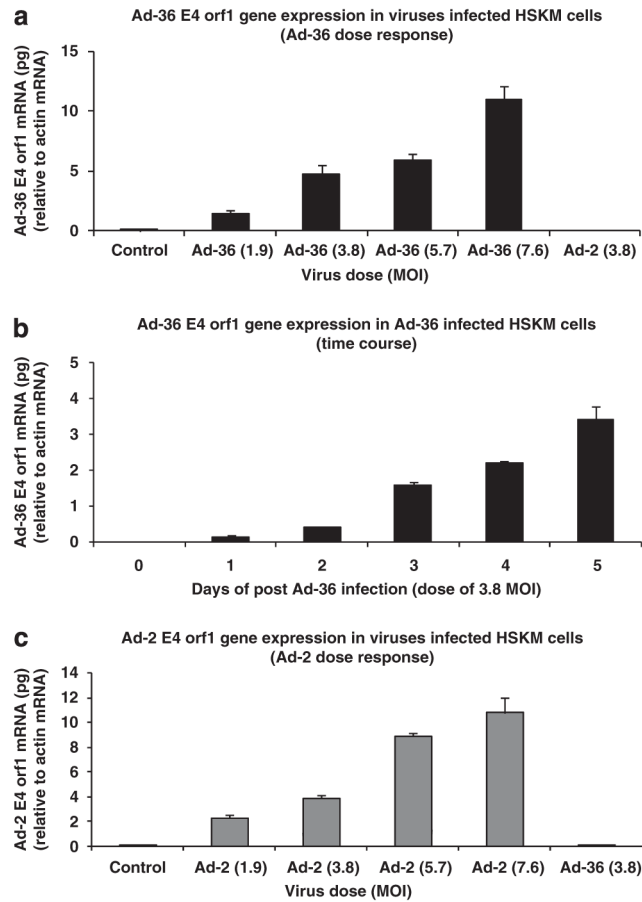 a
Ad-36 E4 orf1 gene expression in viruses infected HSKM cells
(Ad-36 dose response)
Ad-36 E4 orf1 mRNA (pg)
(relative to actin mRNA)
15
10
5
0
Control Ad-36 (1.9) Ad-36 (3.8) Ad-36 (5.7) Ad-36 (7.6) Ad-2 (3.8)
Virus dose (MOI)
b
Ad-36 E4 orf1 gene expression in Ad-36 infected HSKM cells
(time course)
Ad-36 E4 orf1 mRNA (pg)
(relative to actin mRNA)
5
4
3
2
1
0
0 1 2 3 4 5
Days of post Ad-36 infection (dose of 3.8 MOI)
c
Ad-2 E4 orf1 gene expression in viruses infected HSKM cells
(Ad-2 dose response)
Ad-2 E4 orf1 mRNA (pg)
(relative to actin mRNA)
14
12
10
8
6
4
2
0
Control Ad-2 (1.9) Ad-2 (3.8) Ad-2 (5.7) Ad-2 (7.6) Ad-36 (3.8)
Virus dose (MOI)